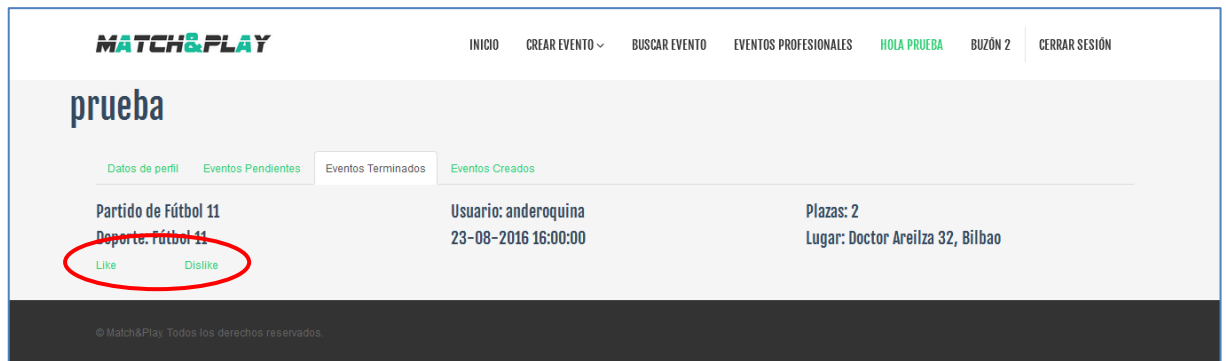 MATCH&PLAY INICIO CREAR EVENTO BUSCAR EVENTO EVENTOS PROFESIONALES HOLA PRUEBA BUZÓN 2 CERRAR SESIÓN
prueba
Datos de perfil Eventos Pendientes Eventos Terminados Eventos Creados
Partido de Fútbol 11 Usuario: anderoquina Plazas: 2
Deporte: Fútbol 11 23-08-2016 16:00:00 Lugar: Doctor Areilza 32, Bilbao
Like Dislike
© Match&Play. Todos los derechos reservados.